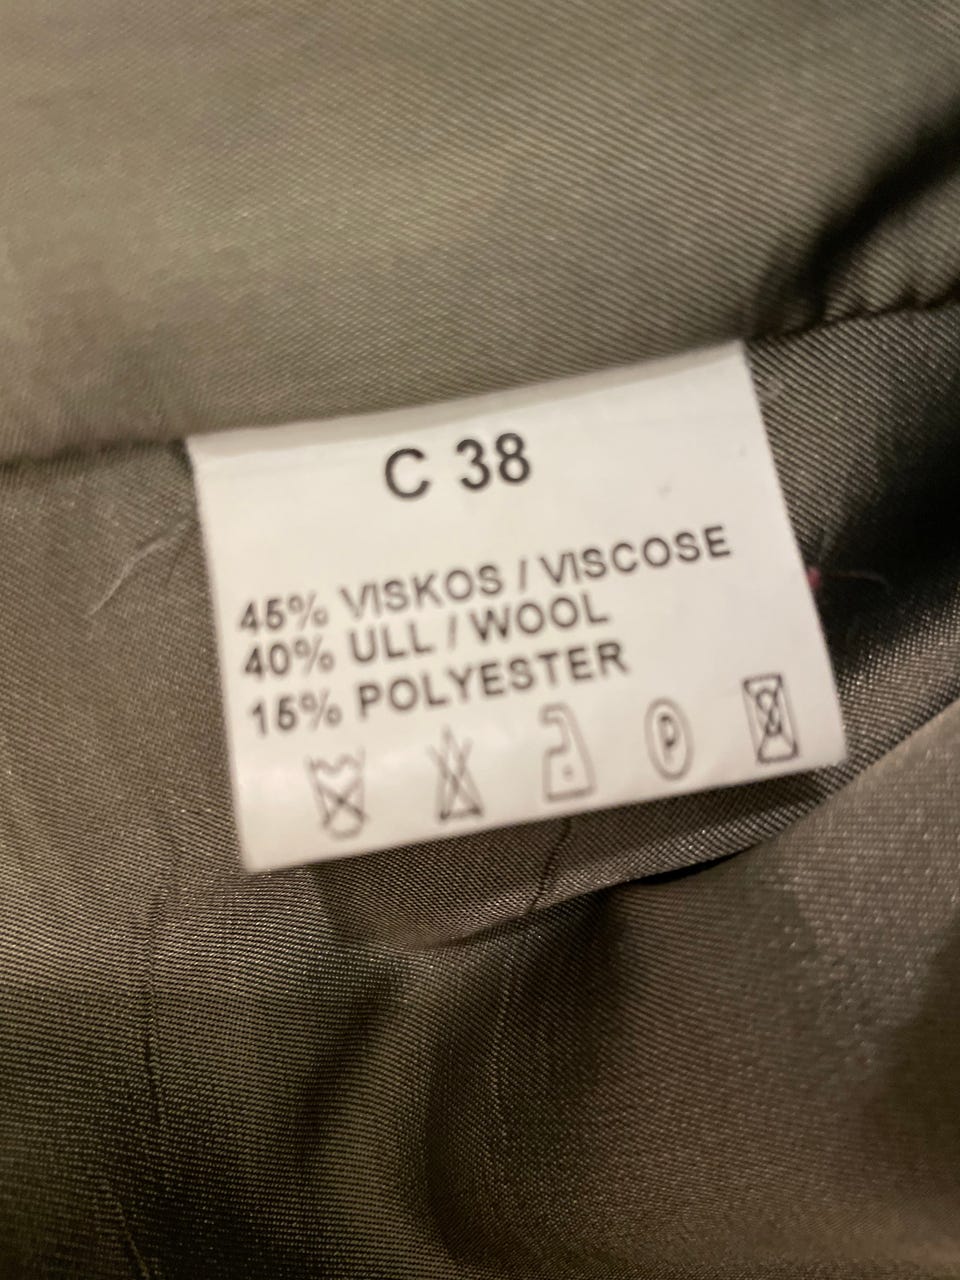 C 38
45% VISKOS / VISCOSE
40% ULL / WOOL
15% POLYESTER
P